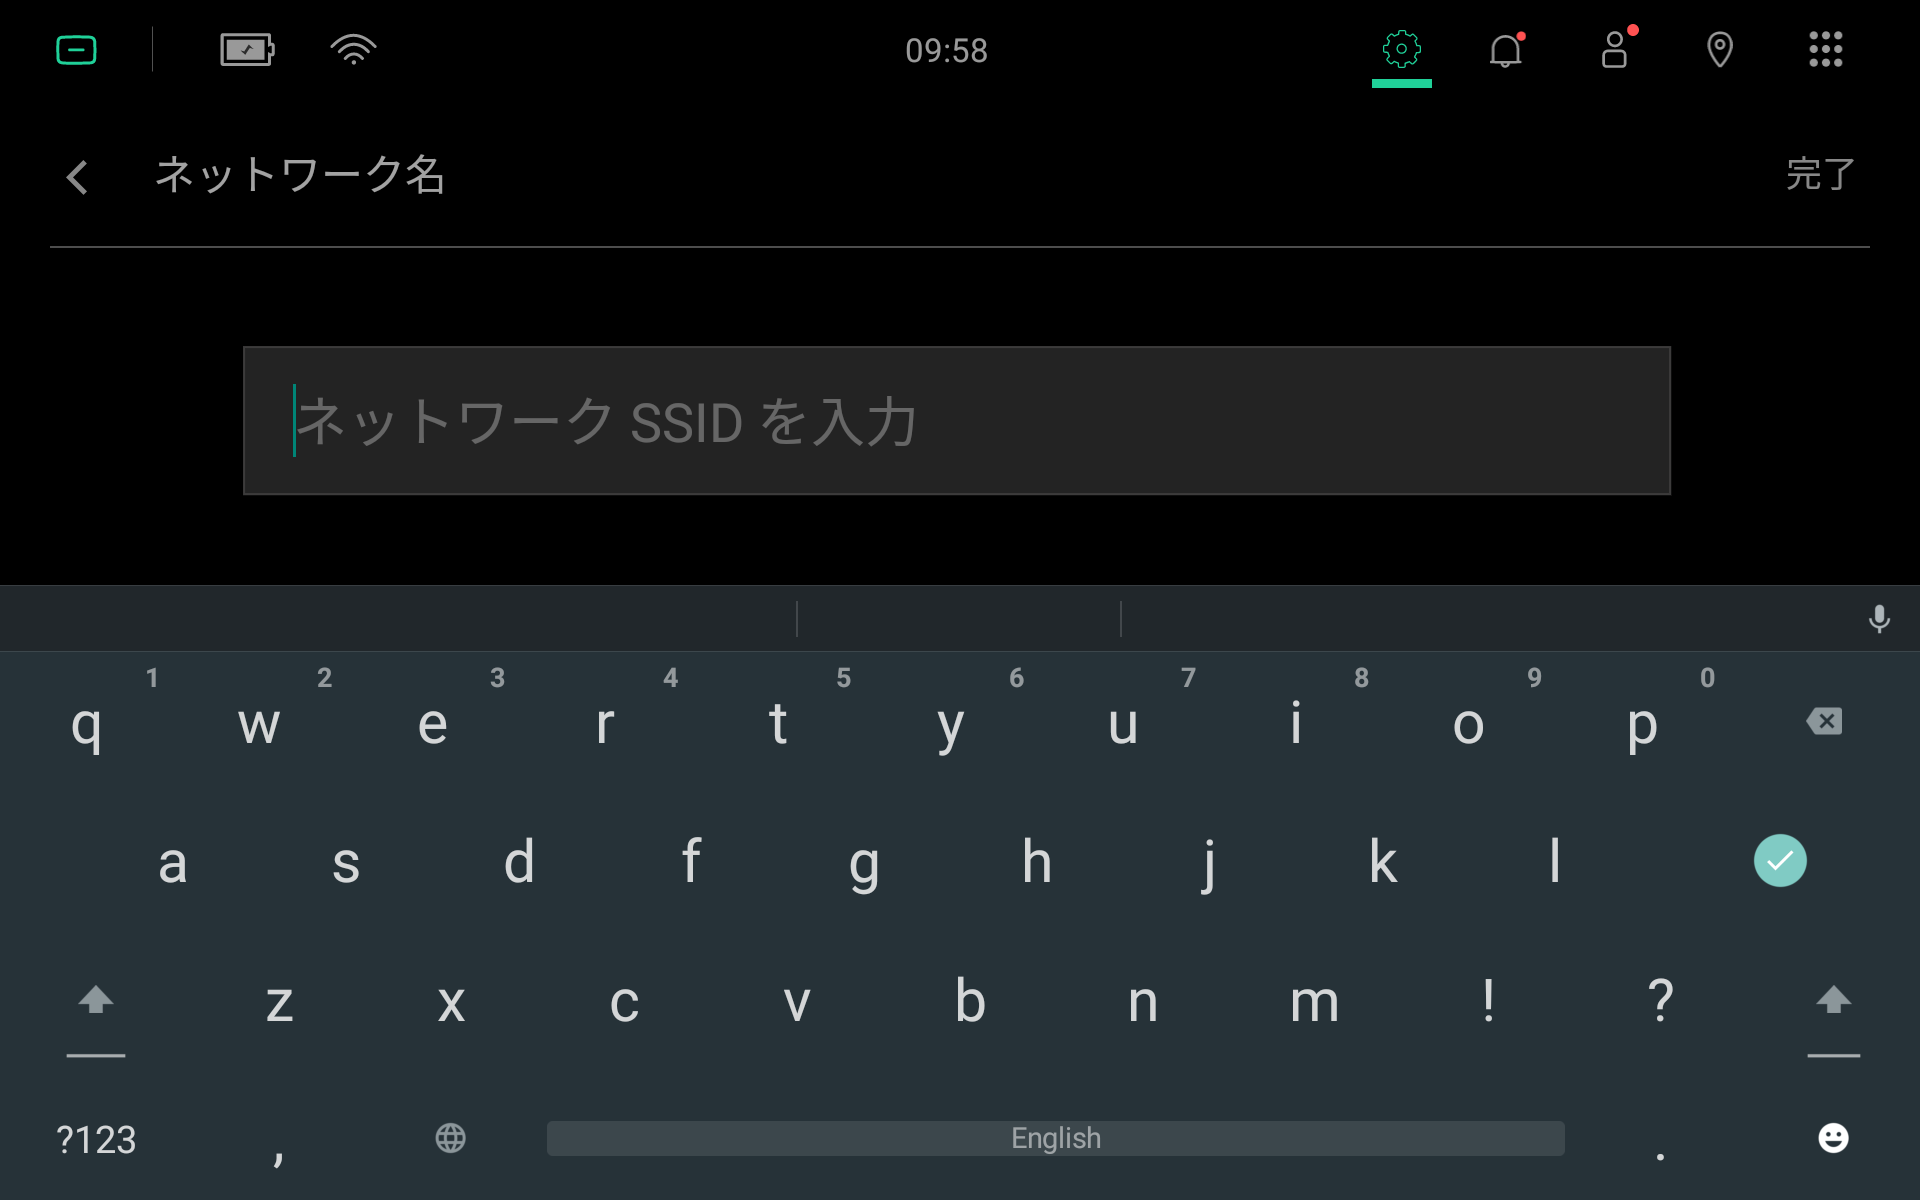 09:58
ネットワーク名
完了
ネットワーク SSID を入力
1 2 3 4 5 6 7 8 9 0
q w e r t y u i o p
a s d f g h j k l
z x c v b n m ! ?
?123 , English .